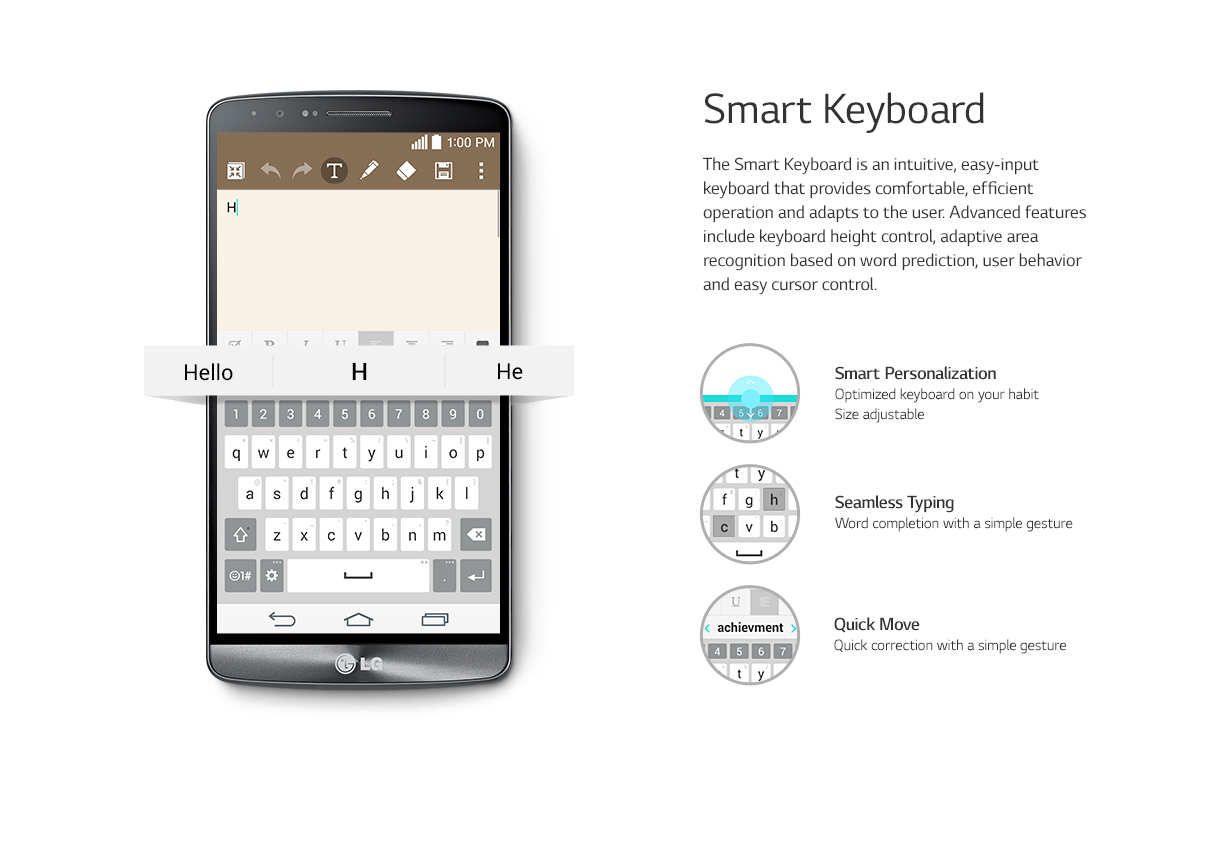 1:00 PM
T
H
B I U
Hello H He
1 2 3 4 5 6 7 8 9 0
q w e r t y u i o p
a s d f g h j k l
z x c v b n m
☺1# .
LG
Smart Keyboard
The Smart Keyboard is an intuitive, easy-input
keyboard that provides comfortable, efficient
operation and adapts to the user. Advanced features
include keyboard height control, adaptive area
recognition based on word prediction, user behavior
and easy cursor control.
4 5 6 7
t y
Smart Personalization
Optimized keyboard on your habit
Size adjustable
t y
f g h
c v b
Seamless Typing
Word completion with a simple gesture
U
achievment
4 5 6 7
t y
Quick Move
Quick correction with a simple gesture